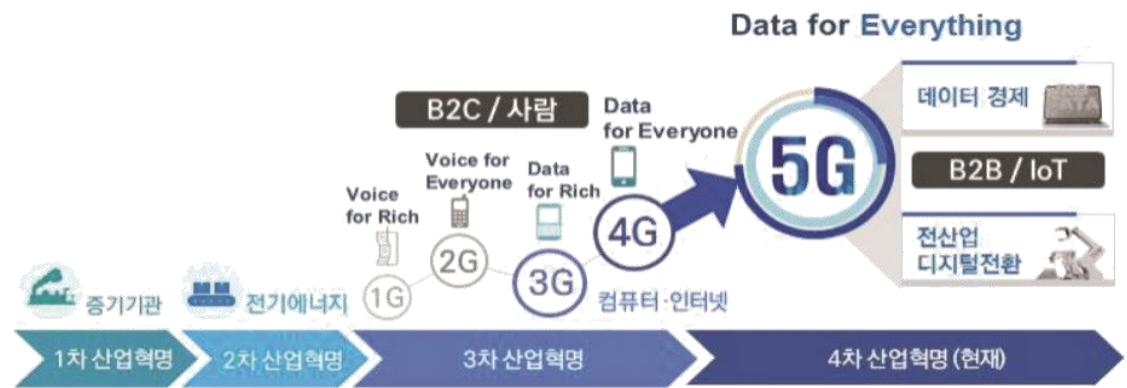 Data for Everything
데이터 경제
B2C / 사람
Data
for Everyone
5G
Voice for
Everyone
Data
for Rich
B2B / IoT
Voice
for Rich
4G
2G
전산업
디지털전환
3G
1G
증기기관
전기에너지
컴퓨터·인터넷
1차 산업혁명
2차 산업혁명
3차 산업혁명
4차 산업혁명 (현재)